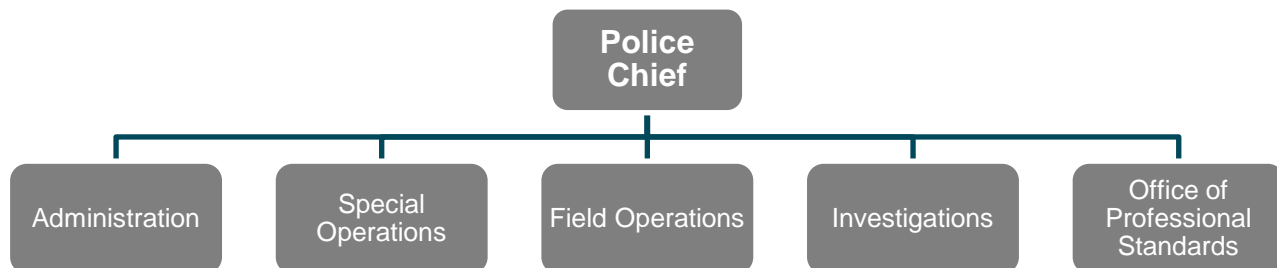 Police
Chief
Administration
Special
Operations
Field Operations
Investigations
Office of
Professional
Standards